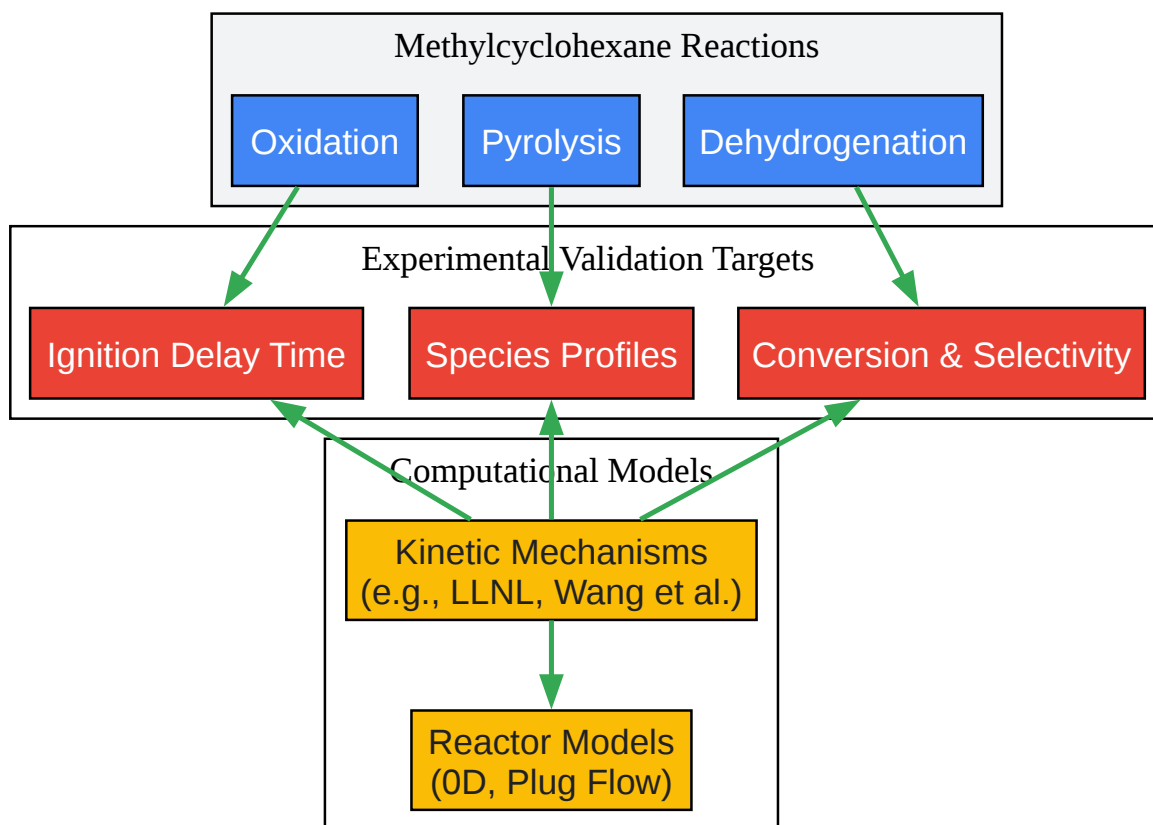 Methylcyclohexane Reactions
Oxidation
Pyrolysis
Dehydrogenation
Experimental Validation Targets
Ignition Delay Time
Species Profiles
Conversion & Selectivity
Computational Models
Kinetic Mechanisms
(e.g., LLNL, Wang et al.)
Reactor Models
(0D, Plug Flow)